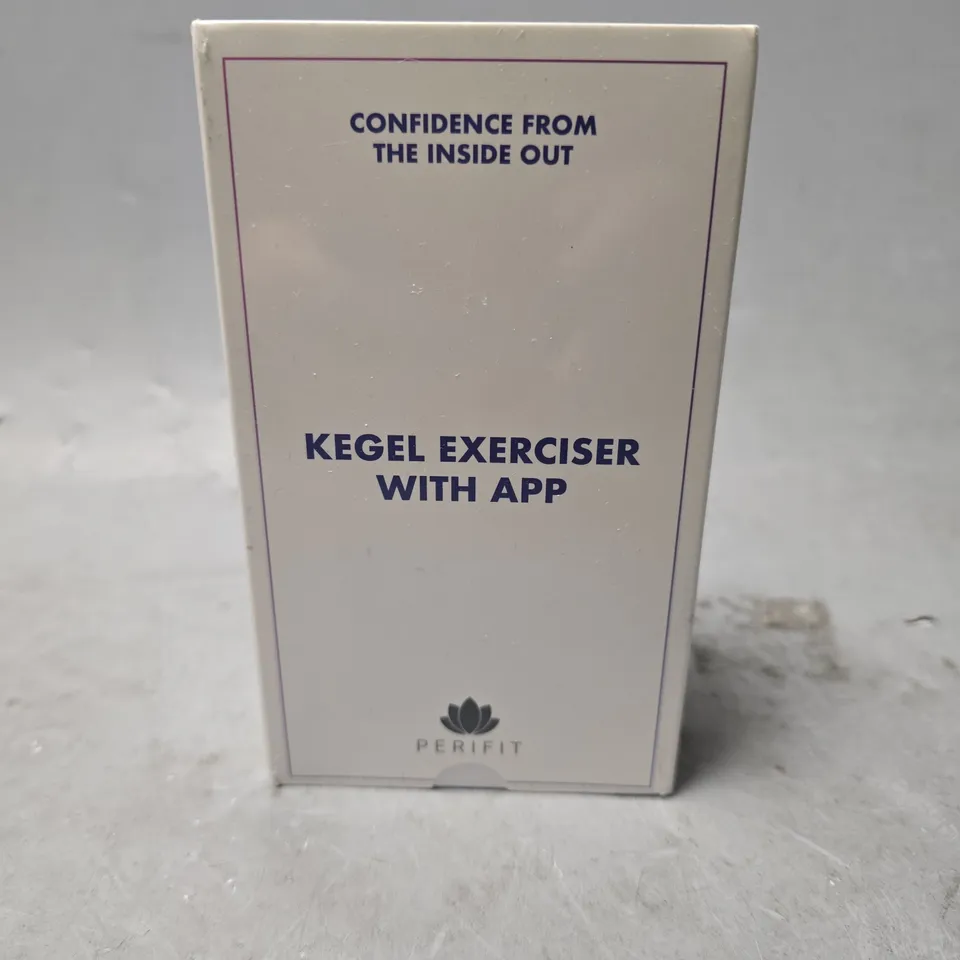 CONFIDENCE FROM
THE INSIDE OUT
KEGEL EXERCISER
WITH APP
PERIFIT